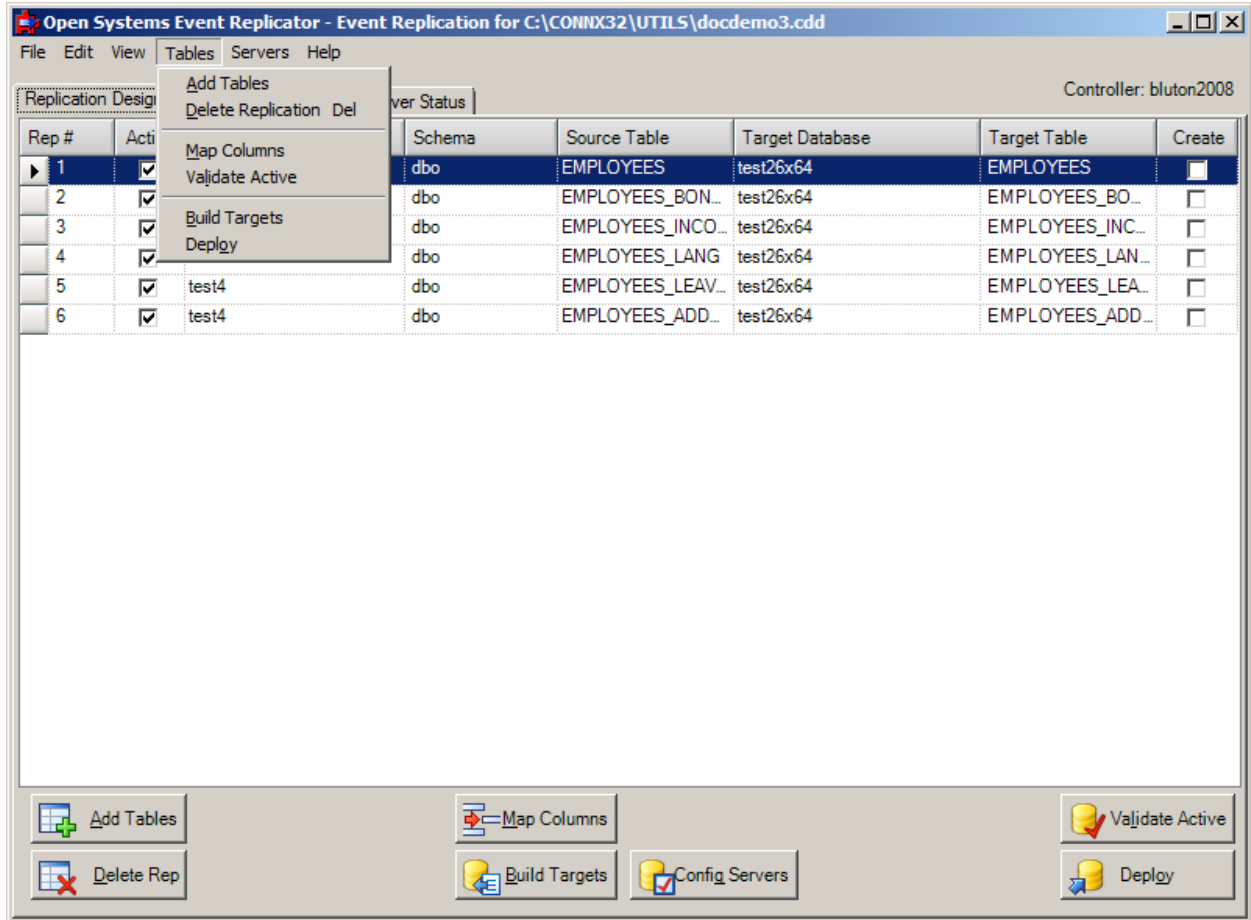 Open Systems Event Replicator - Event Replication for C:\CONNX32\UTILS\docdemo3.cdd
File Edit View Tables Servers Help
Controller: bluton2008
Replication Desig ver Status
Add Tables
Delete Replication Del
Map Columns
Validate Active
Build Targets
Deploy
Rep # Acti Schema Source Table Target Database Target Table Create
1 dbo EMPLOYEES test26x64 EMPLOYEES
2 dbo EMPLOYEES_BON... test26x64 EMPLOYEES_BO...
3 dbo EMPLOYEES_INCO... test26x64 EMPLOYEES_INC...
4 dbo EMPLOYEES_LANG test26x64 EMPLOYEES_LAN...
5 test4 dbo EMPLOYEES_LEAV... test26x64 EMPLOYEES_LEA...
6 test4 dbo EMPLOYEES_ADD... test26x64 EMPLOYEES_ADD...
Add Tables Map Columns Validate Active
Delete Rep Build Targets Config Servers Deploy